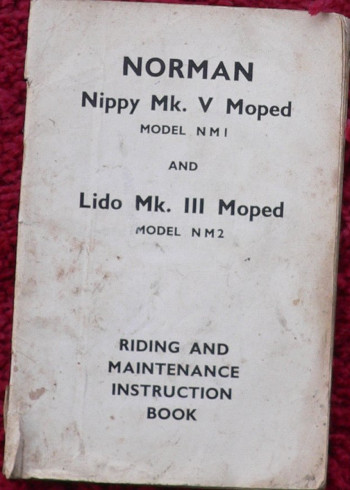 NORMAN
Nippy Mk. V Moped
MODEL NM1
AND
Lido Mk. III Moped
MODEL NM2
RIDING AND
MAINTENANCE
INSTRUCTION
BOOK